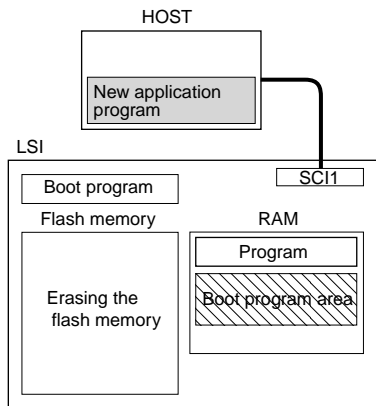 HOST
New application
program
LSI
SCI1
Boot program
Flash memory
RAM
Program
Erasing the
flash memory
Boot program area